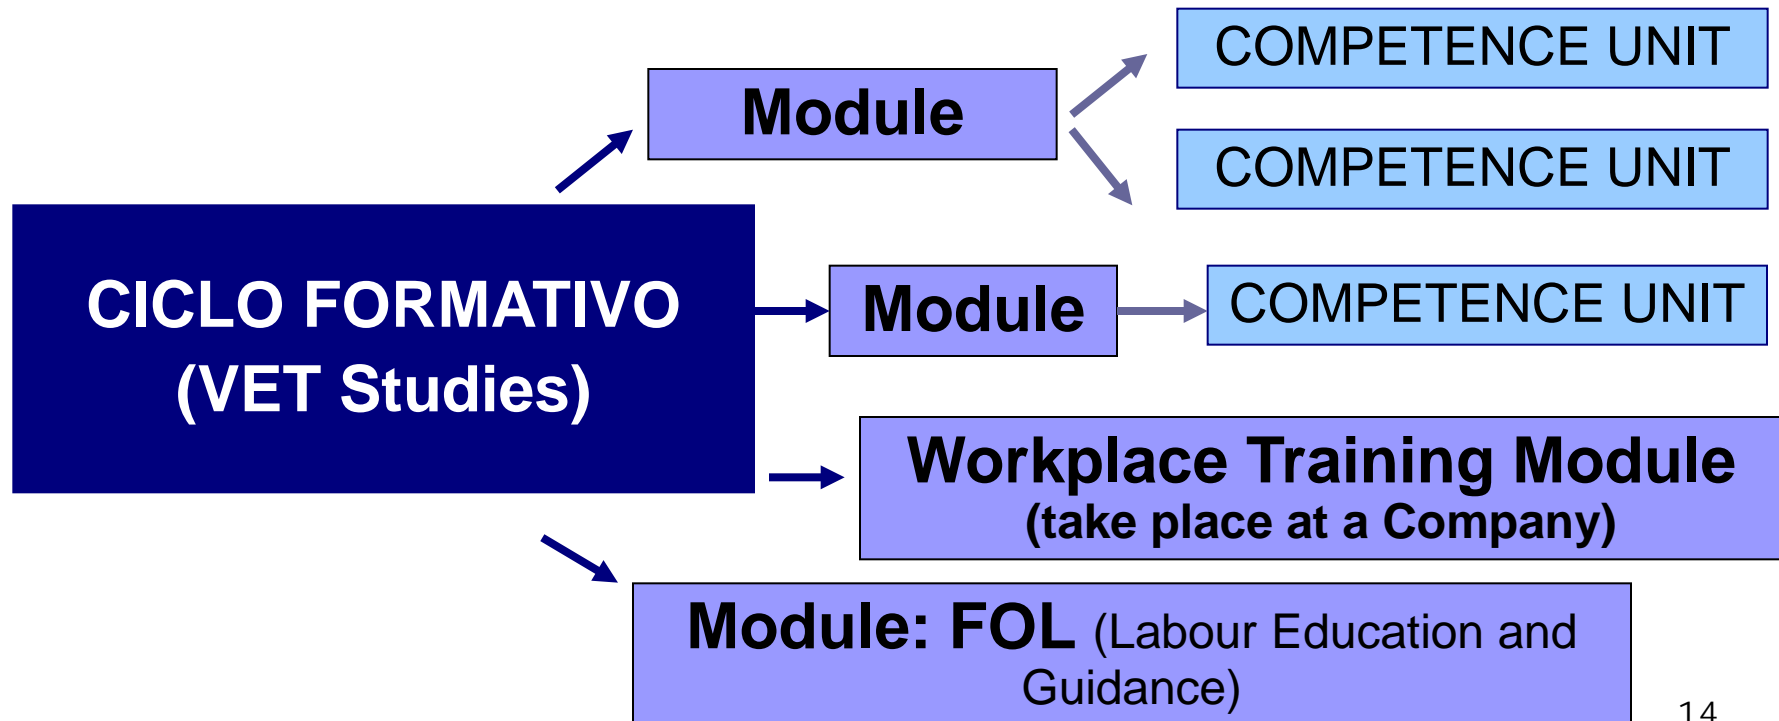 COMPETENCE UNIT
Module
COMPETENCE UNIT
CICLO FORMATIVO
(VET Studies)
Module
COMPETENCE UNIT
Workplace Training Module
(take place at a Company)
Module: FOL (Labour Education and
Guidance)
14